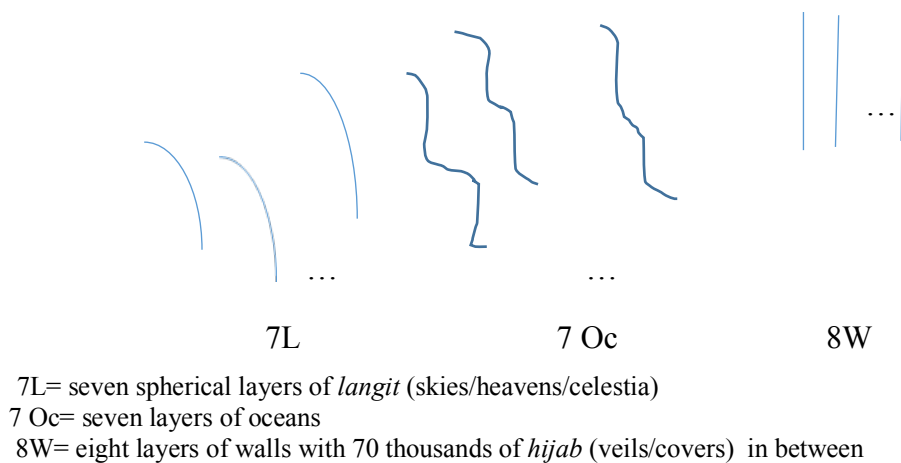 ...
... ...
7L 7 Oc 8W
7L= seven spherical layers of langit (skies/heavens/celestia)
7 Oc= seven layers of oceans
8W= eight layers of walls with 70 thousands of hijab (veils/covers) in between